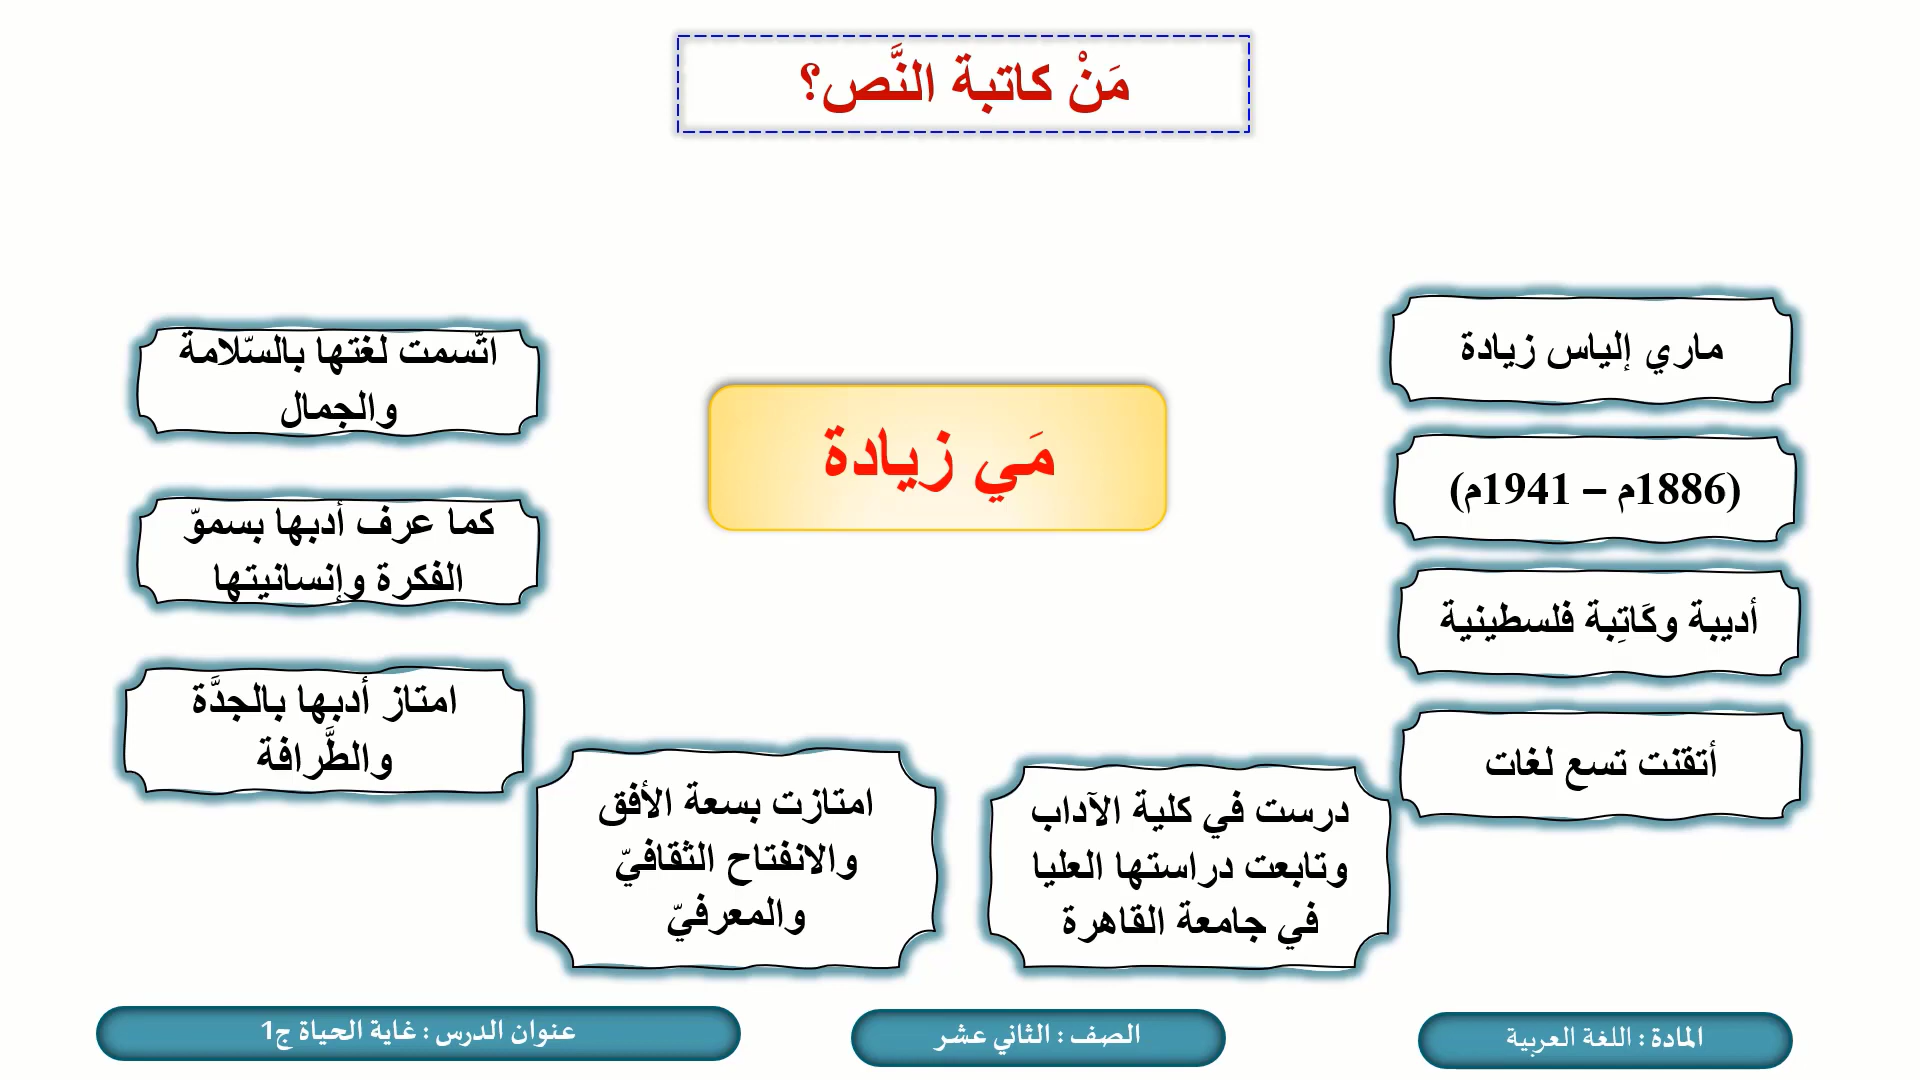 مَنْ كاتبة النَّص؟
مَي زيادة
ماري إلياس زيادة
(1886م – 1941م)
أديبة وكَاتِبة فلسطينية
أتقنت تسع لغات
درست في كلية الآداب
وتابعت دراستها العليا
في جامعة القاهرة
امتازت بسعة الأفق
والانفتاح الثقافيّ
والمعرفيّ
امتاز أدبها بالجدَّة
والطَّرافة
كما عرف أدبها بسموّ
الفكرة وإنسانيتها
اتّسمت لغتها بالسّلامة
والجمال
المادة : اللغة العربية
الصف : الثاني عشر
عنوان الدرس : غاية الحياة ج1